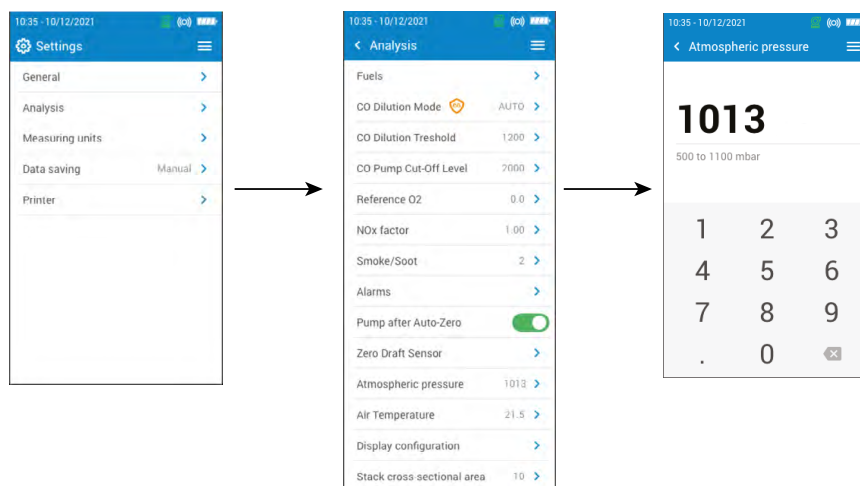 10:35 - 10/12/2021
Settings
General
Analysis
Measuring units
Data saving Manual
Printer
10:35 - 10/12/2021
Analysis
Fuels
CO Dilution Mode AUTO
CO Dilution Treshold 1200
CO Pump Cut-Off Level 2000
Reference O2 0.0
NOx factor 1.00
Smoke/Soot 2
Alarms
Pump after Auto-Zero
Zero Draft Sensor
Atmospheric pressure 1013
Air Temperature 21.5
Display configuration
Stack cross sectional area 10
10:35 - 10/12/2021
Atmospheric pressure
1013
500 to 1100 mbar
1 2 3
4 5 6
7 8 9
. 0